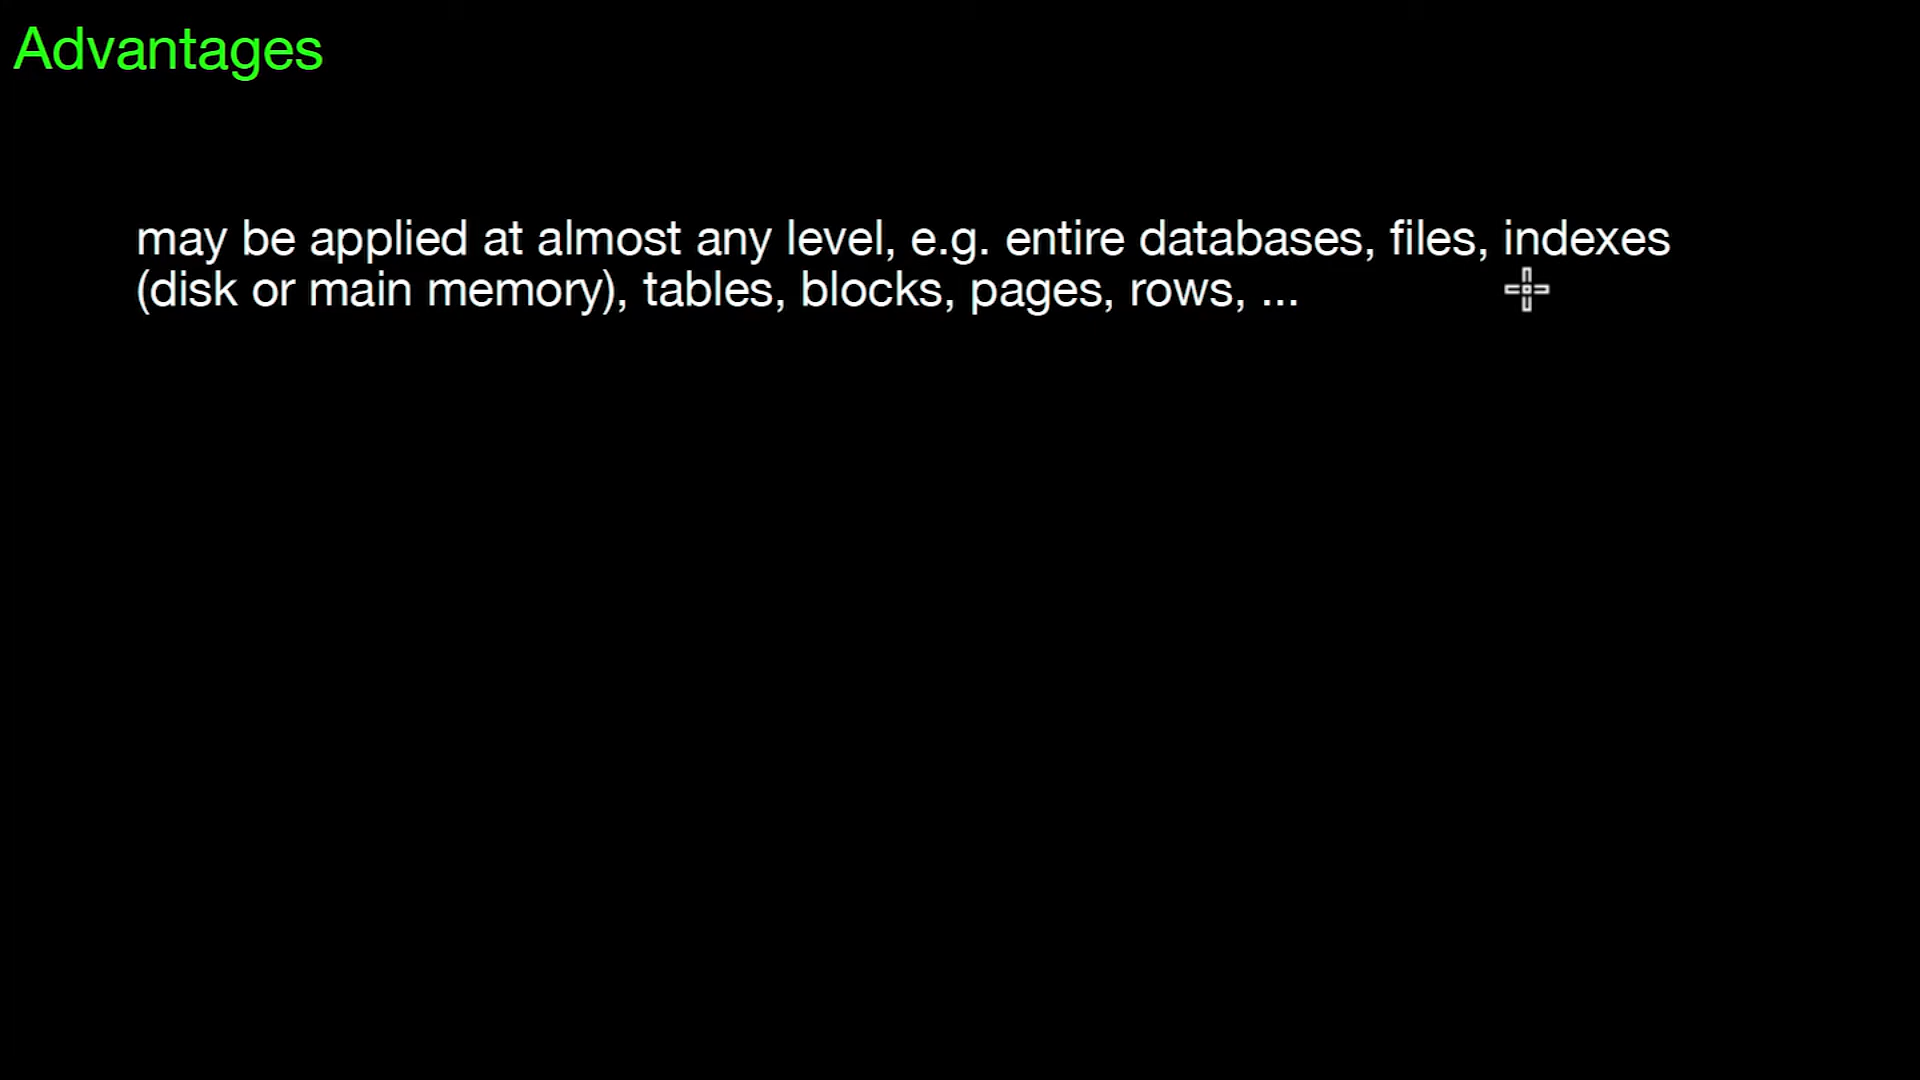 Advantages
may be applied at almost any level, e.g. entire databases, files, indexes
(disk or main memory), tables, blocks, pages, rows, ...